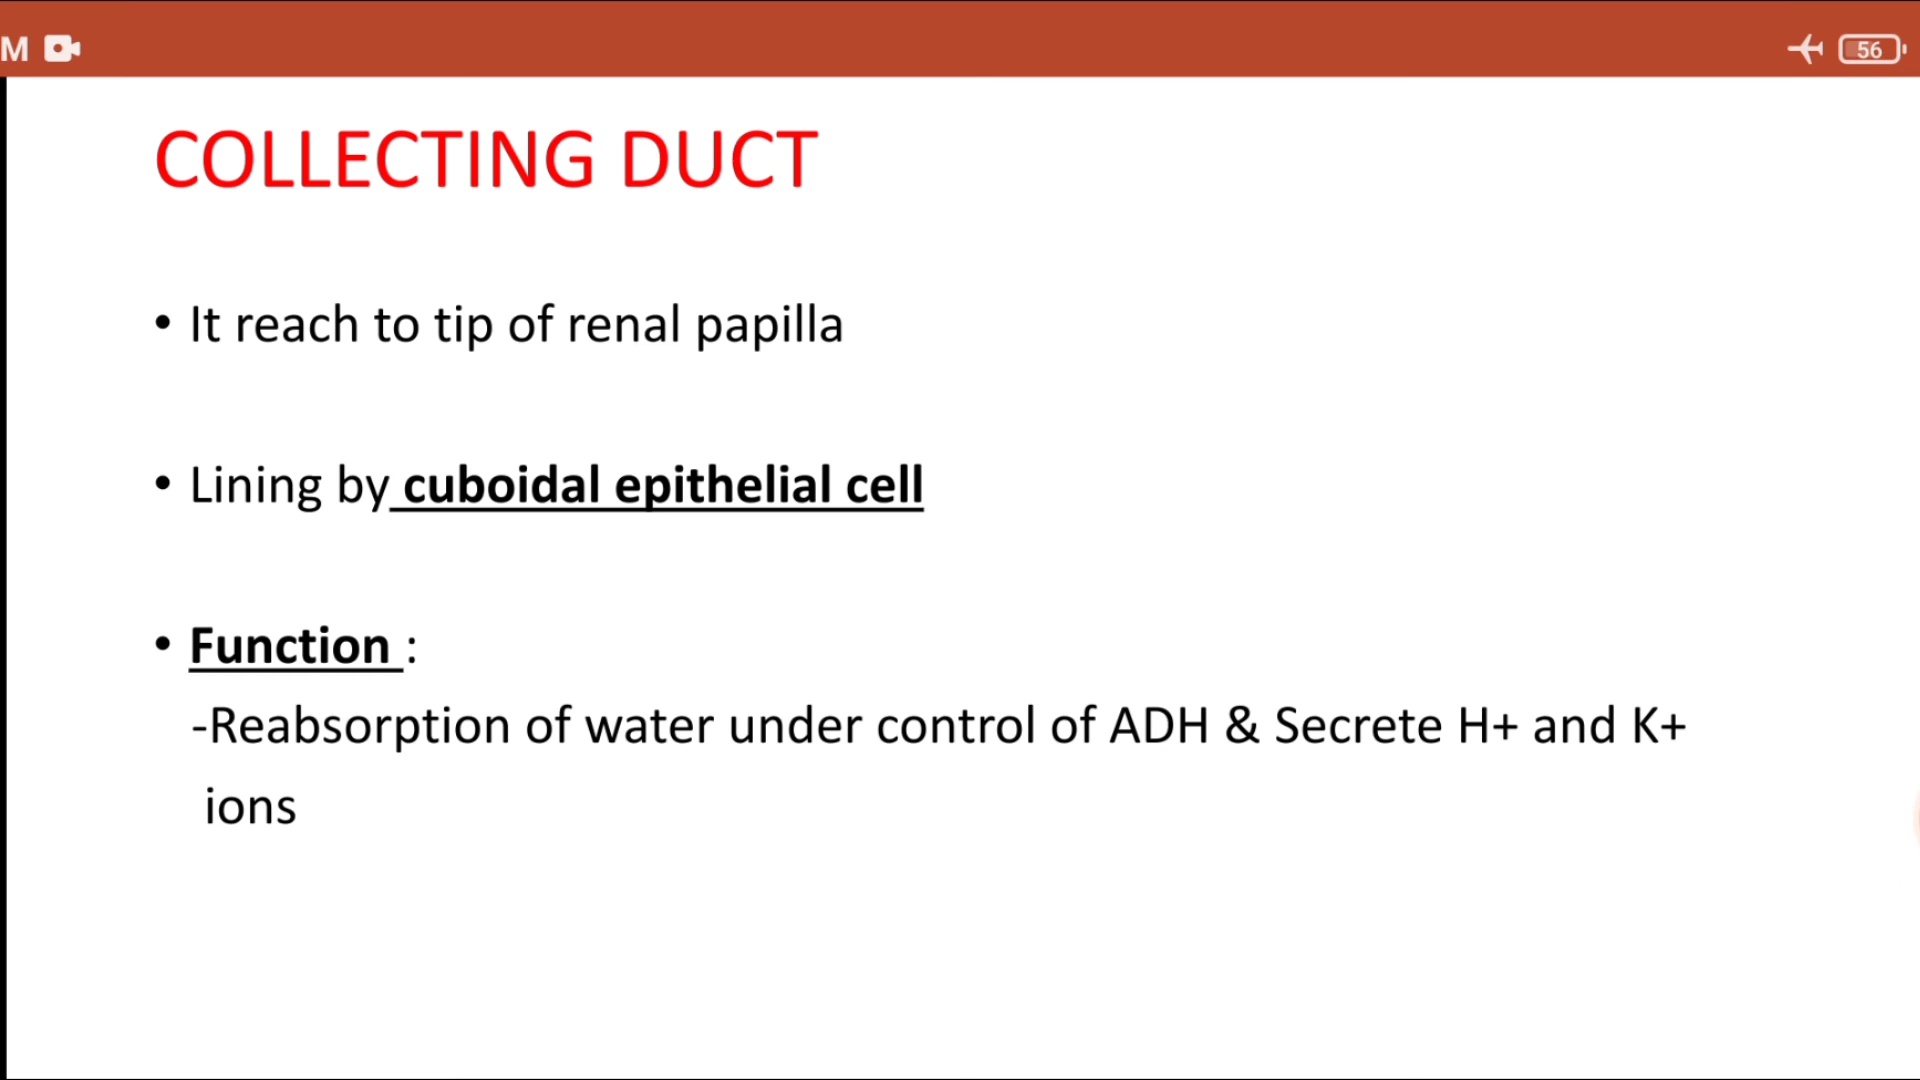 M
56
COLLECTING DUCT
• It reach to tip of renal papilla
• Lining by cuboidal epithelial cell
• Function :
-Reabsorption of water under control of ADH & Secrete H+ and K+
ions